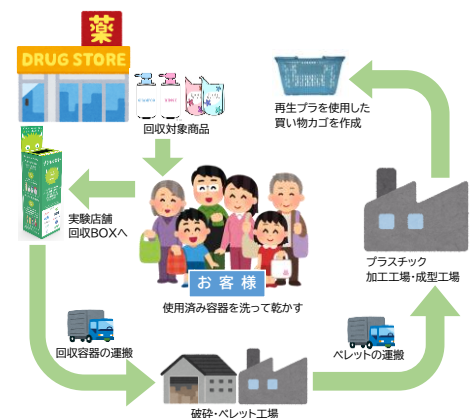 薬
DRUG STORE
回収対象商品
再生プラを使用した
買い物カゴを作成
実験店舗
回収BOXへ
お客様
使用済み容器を洗って乾かす
プラスチック
加工工場・成型工場
回収容器の運搬
ペレットの運搬
破砕・ペレット工場